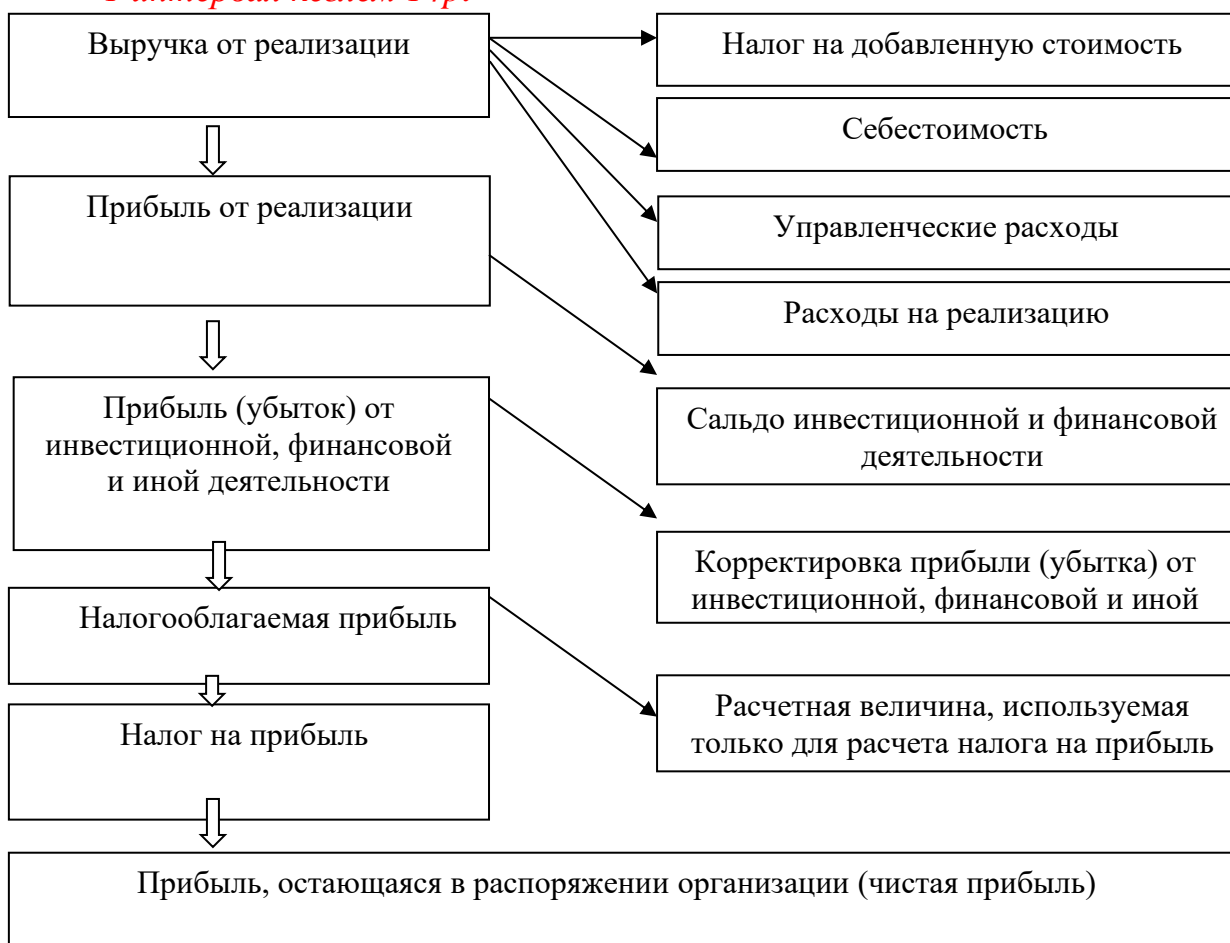 Выручка от реализации
Налог на добавленную стоимость
Себестоимость
Прибыль от реализации
Управленческие расходы
Расходы на реализацию
Прибыль (убыток) от
инвестиционной, финансовой
и иной деятельности
Сальдо инвестиционной и финансовой
деятельности
Корректировка прибыли (убытка) от
инвестиционной, финансовой и иной
Налогооблагаемая прибыль
Расчетная величина, используемая
только для расчета налога на прибыль
Налог на прибыль
Прибыль, остающаяся в распоряжении организации (чистая прибыль)